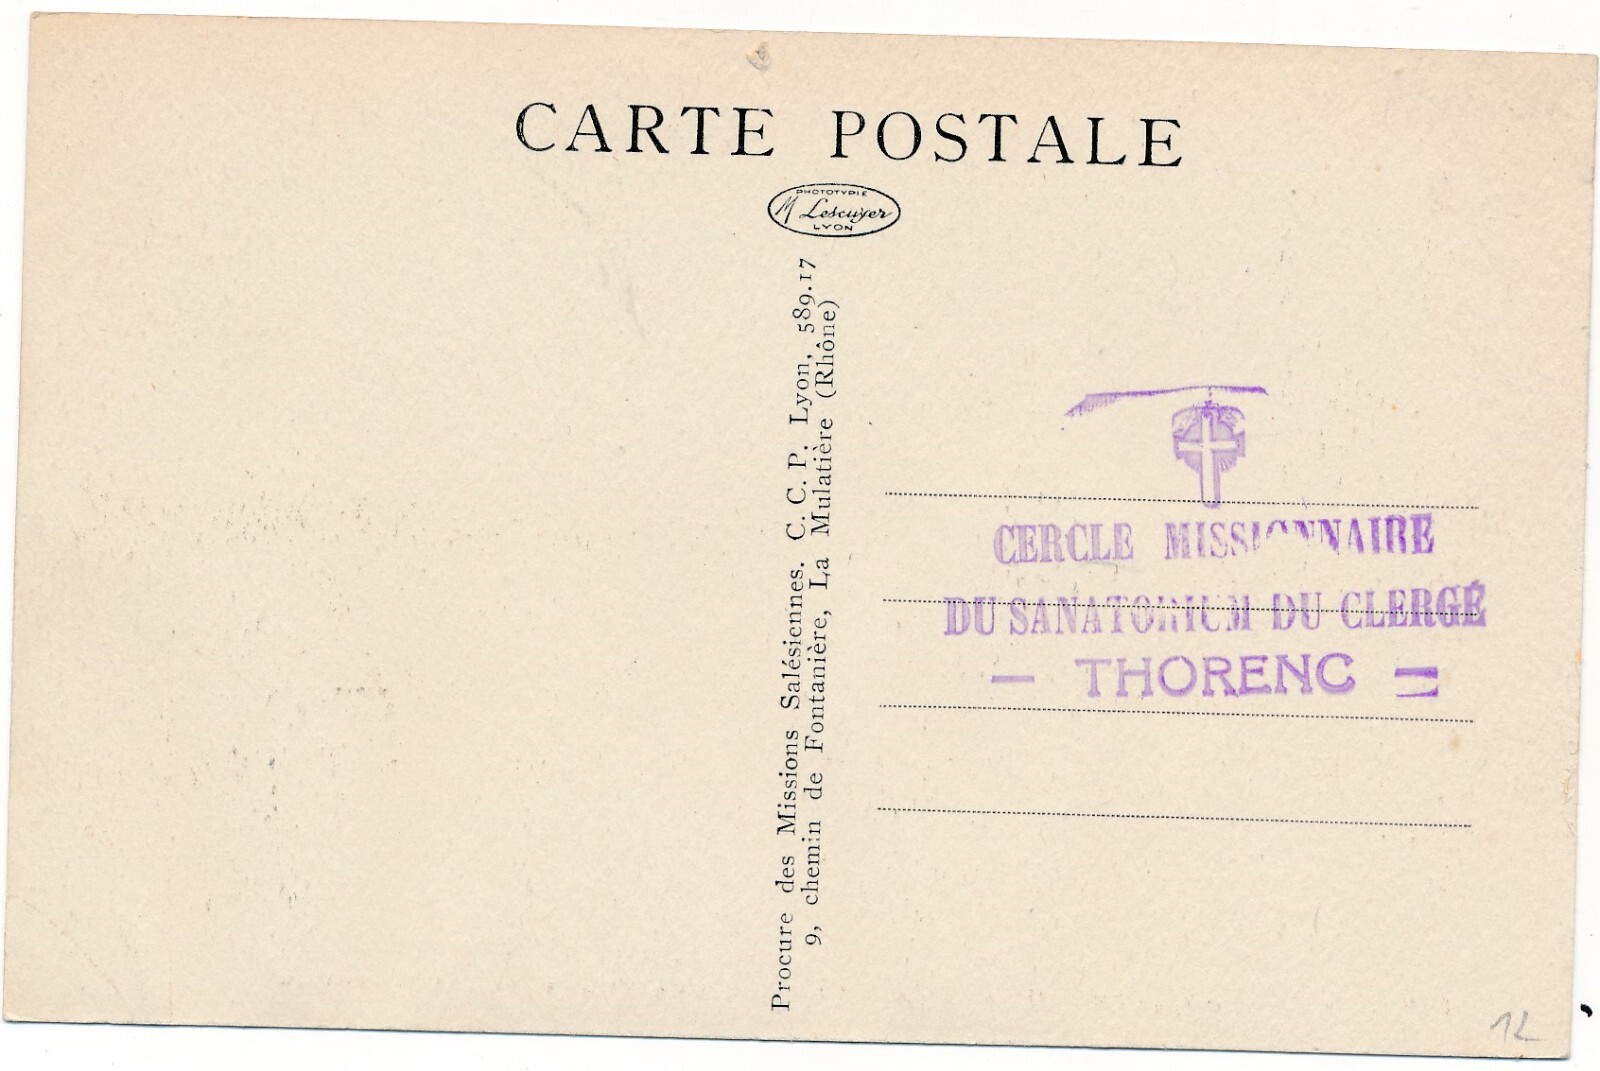 CARTE POSTALE
PHOTOTYPIE
M Lescuyer
LYON
Procure des Missions Salésiennes. C. C. P. Lyon, 589.17
9, chemin de Fontanière, La Mulatière (Rhône)
CERCLE MISSIONNAIRE
DU SANATORIUM DU CLERGÉ
— THORENC =
12